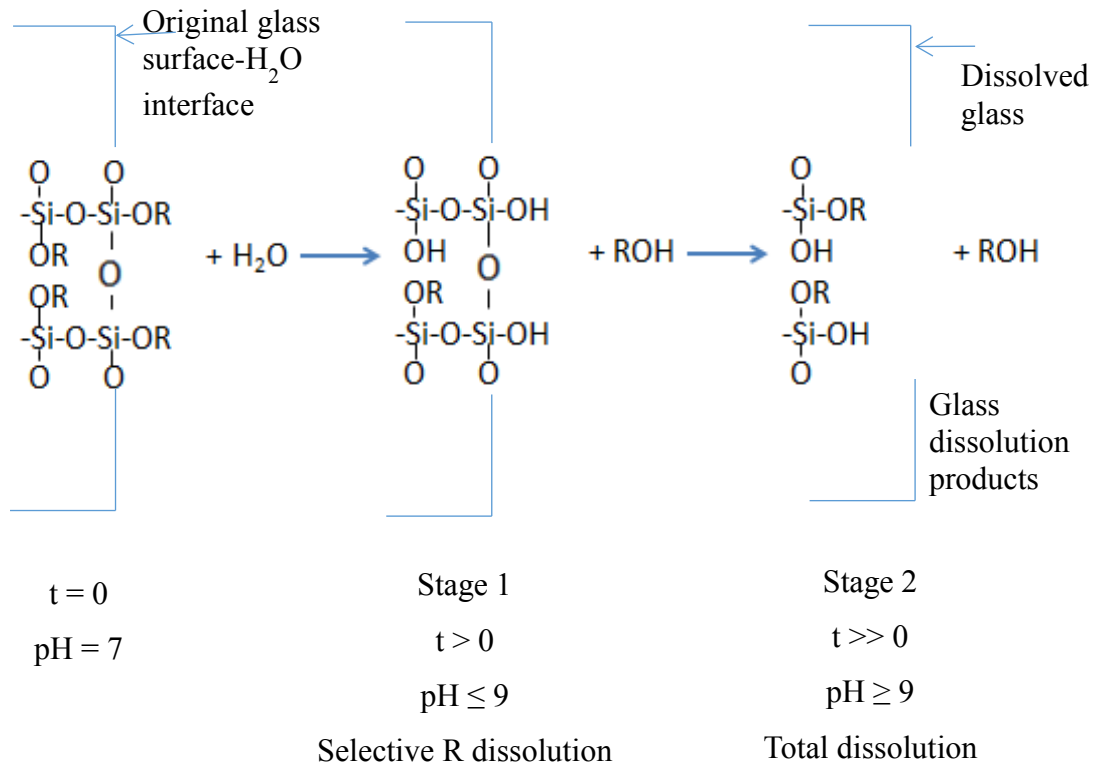 Original glass
surface-H₂O
interface
Dissolved
glass
O O
-Si-O-Si-OR
OR O
OR
-Si-O-Si-OR
O O
+ H₂O
O O
-Si-O-Si-OH
OH O
OR
-Si-O-Si-OH
O O
+ ROH
O
-Si-OR
OH
OR
-Si-OH
O
+ ROH
Glass
dissolution
products
t = 0
pH = 7
Stage 1
t > 0
pH ≤ 9
Selective R dissolution
Stage 2
t >> 0
pH ≥ 9
Total dissolution